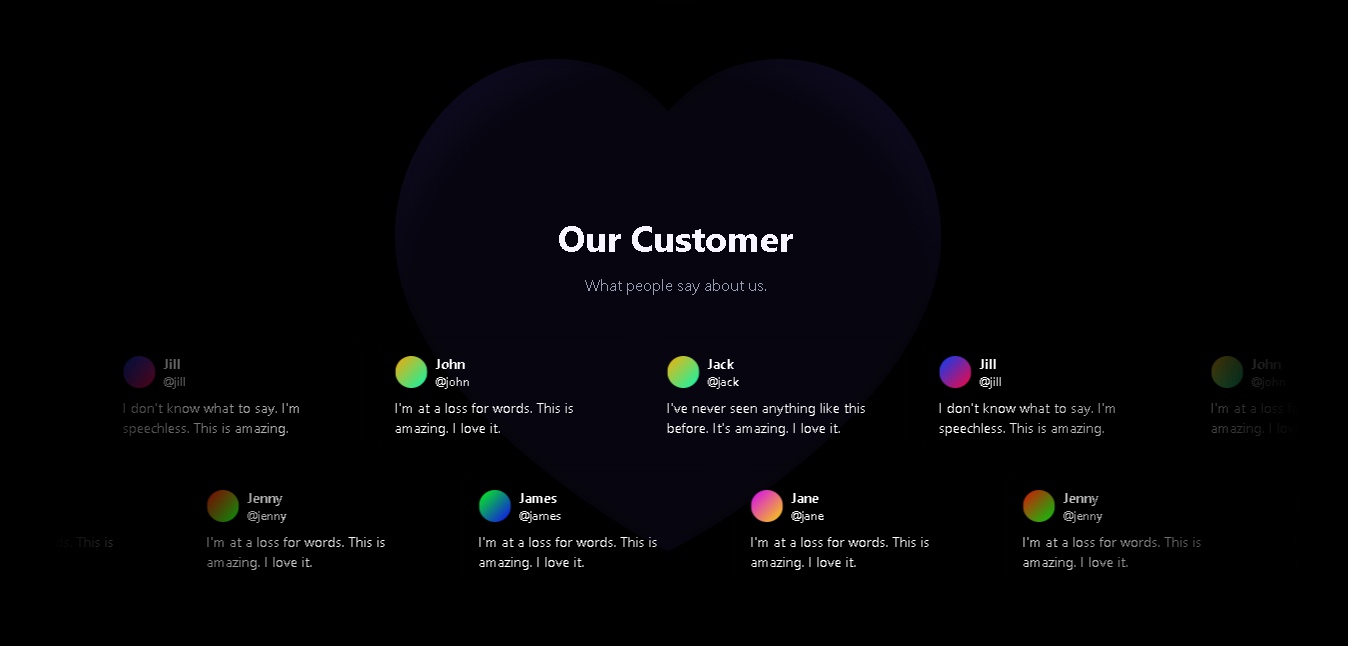 Our Customer
What people say about us.
Jill
@jill
I don't know what to say. I'm
speechless. This is amazing.
John
@john
I'm at a loss for words. This is
amazing. I love it.
Jack
@jack
I've never seen anything like this
before. It's amazing. I love it.
Jill
@jill
I don't know what to say. I'm
speechless. This is amazing.
John
@john
I'm at a loss
amazing. I love
This is
Jenny
@jenny
I'm at a loss for words. This is
amazing. I love it.
James
@james
I'm at a loss for words. This is
amazing. I love it.
Jane
@jane
I'm at a loss for words. This is
amazing. I love it.
Jenny
@jenny
I'm at a loss for words. This is
amazing. I love it.